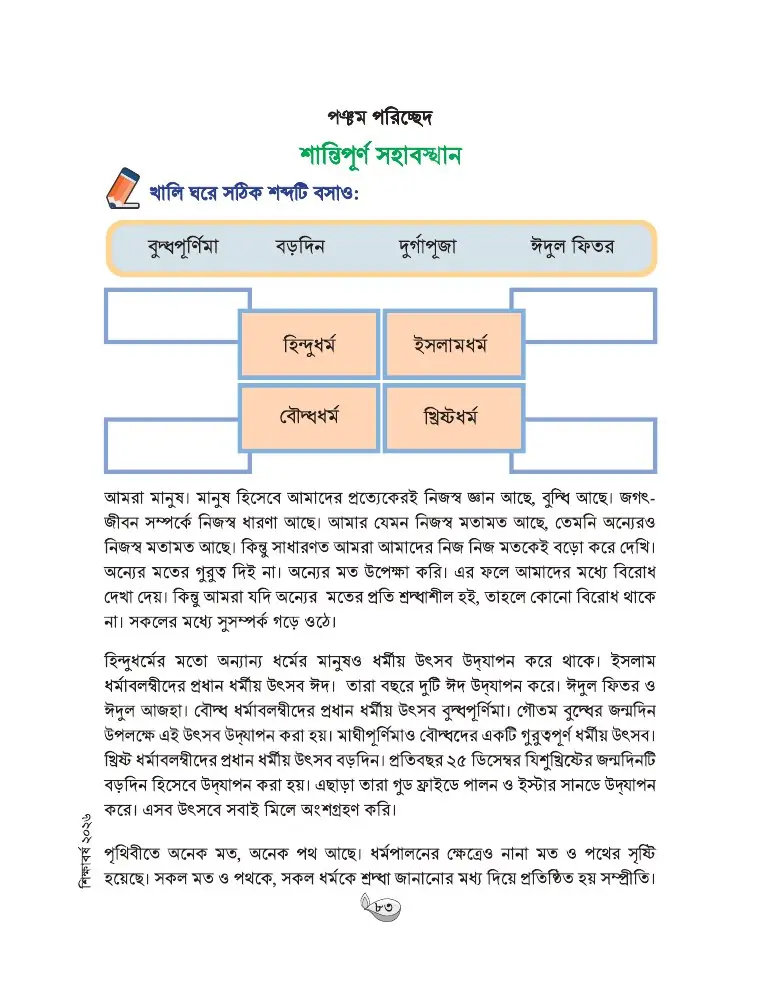 পঞ্চম পরিচ্ছেদ
শান্তিপূর্ণ সহাবস্থান
খালি ঘরে সঠিক শব্দটি বসাও:
বুদ্ধপূর্ণিমা বড়দিন দুর্গাপূজা ঈদুল ফিতর
হিন্দুধর্ম ইসলামধর্ম
বৌদ্ধধর্ম খ্রিষ্টধর্ম
আমরা মানুষ। মানুষ হিসেবে আমাদের প্রত্যেকেরই নিজস্ব জ্ঞান আছে, বুদ্ধি আছে। জগৎ-
জীবন সম্পর্কে নিজস্ব ধারণা আছে। আমার যেমন নিজস্ব মতামত আছে, তেমনি অন্যেরও
নিজস্ব মতামত আছে। কিন্তু সাধারণত আমরা আমাদের নিজ নিজ মতকেই বড়ো করে দেখি।
অন্যের মতের গুরুত্ব দিই না। অন্যের মত উপেক্ষা করি। এর ফলে আমাদের মধ্যে বিরোধ
দেখা দেয়। কিন্তু আমরা যদি অন্যের মতের প্রতি শ্রদ্ধাশীল হই, তাহলে কোনো বিরোধ থাকে
না। সকলের মধ্যে সুসম্পর্ক গড়ে ওঠে।
হিন্দুধর্মের মতো অন্যান্য ধর্মের মানুষও ধর্মীয় উৎসব উদ্‌যাপন করে থাকে। ইসলাম
ধর্মাবলম্বীদের প্রধান ধর্মীয় উৎসব ঈদ। তারা বছরে দুটি ঈদ উদ্‌যাপন করে। ঈদুল ফিতর ও
ঈদুল আজহা। বৌদ্ধ ধর্মাবলম্বীদের প্রধান ধর্মীয় উৎসব বুদ্ধপূর্ণিমা। গৌতম বুদ্ধের জন্মদিন
উপলক্ষে এই উৎসব উদ্‌যাপন করা হয়। মাঘীপূর্ণিমাও বৌদ্ধদের একটি গুরুত্বপূর্ণ ধর্মীয় উৎসব।
খ্রিষ্ট ধর্মাবলম্বীদের প্রধান ধর্মীয় উৎসব বড়দিন। প্রতিবছর ২৫ ডিসেম্বর যিশুখ্রিষ্টের জন্মদিনটি
বড়দিন হিসেবে উদ্‌যাপন করা হয়। এছাড়া তারা গুড ফ্রাইডে পালন ও ইস্টার সানডে উদ্‌যাপন
করে। এসব উৎসবে সবাই মিলে অংশগ্রহণ করি।
পৃথিবীতে অনেক মত, অনেক পথ আছে। ধর্মপালনের ক্ষেত্রেও নানা মত ও পথের সৃষ্টি
হয়েছে। সকল মত ও পথকে, সকল ধর্মকে শ্রদ্ধা জানানোর মধ্য দিয়ে প্রতিষ্ঠিত হয় সম্প্রীতি।
শিক্ষাবর্ষ ২০২৬
৮৩